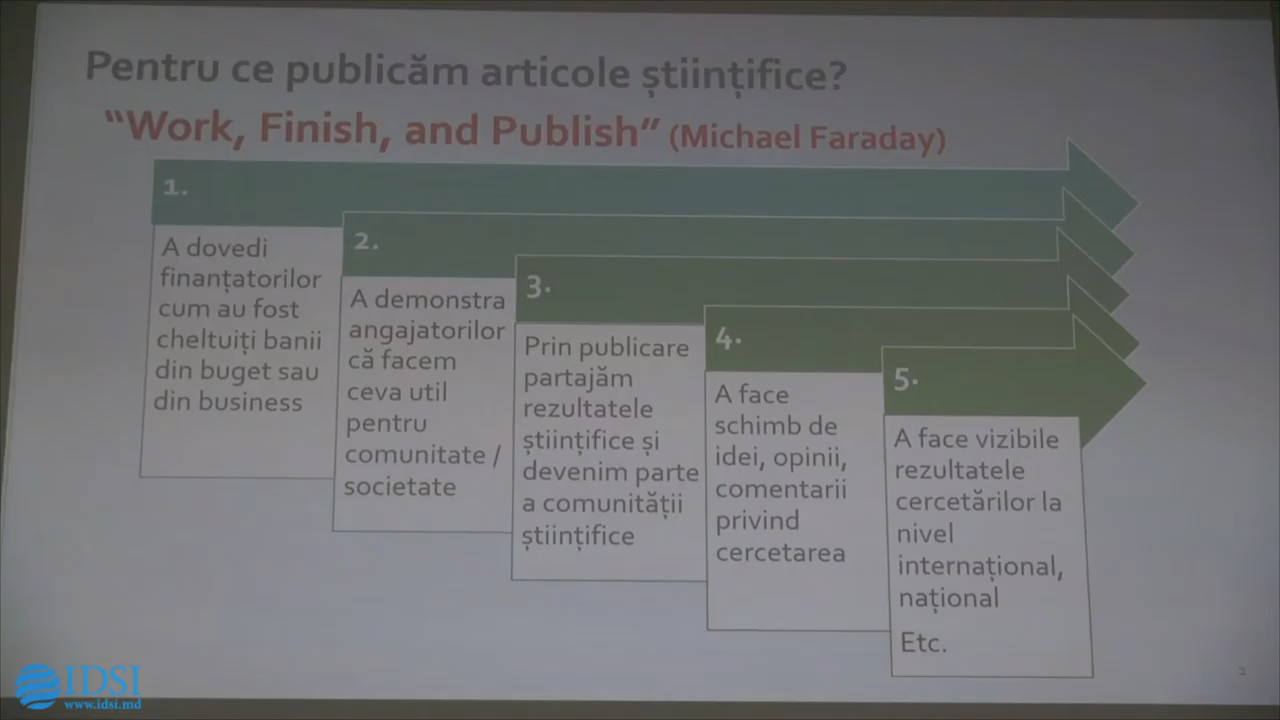 Pentru ce publicăm articole științifice?
“Work, Finish, and Publish” (Michael Faraday)
1.
A dovedi
finanțatorilor
cum au fost
cheltuiți banii
din buget sau
din business
2.
A demonstra
angajatorilor
că facem
ceva util
pentru
comunitate /
societate
3.
Prin publicare
partajăm
rezultatele
științifice și
devenim parte
a comunității
științifice
4.
A face
schimb de
idei, opinii,
comentarii
privind
cercetarea
5.
A face vizibile
rezultatele
cercetărilor la
nivel
internațional,
național
Etc.
IDSI
www.idsi.md